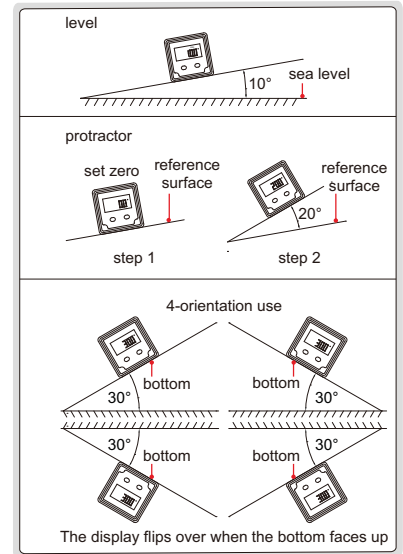 level
10°
sea level
protractor
set zero
reference
surface
step 1
reference
surface
20°
step 2
4-orientation use
bottom
bottom
30°
30°
30°
30°
bottom
bottom
The display flips over when the bottom faces up